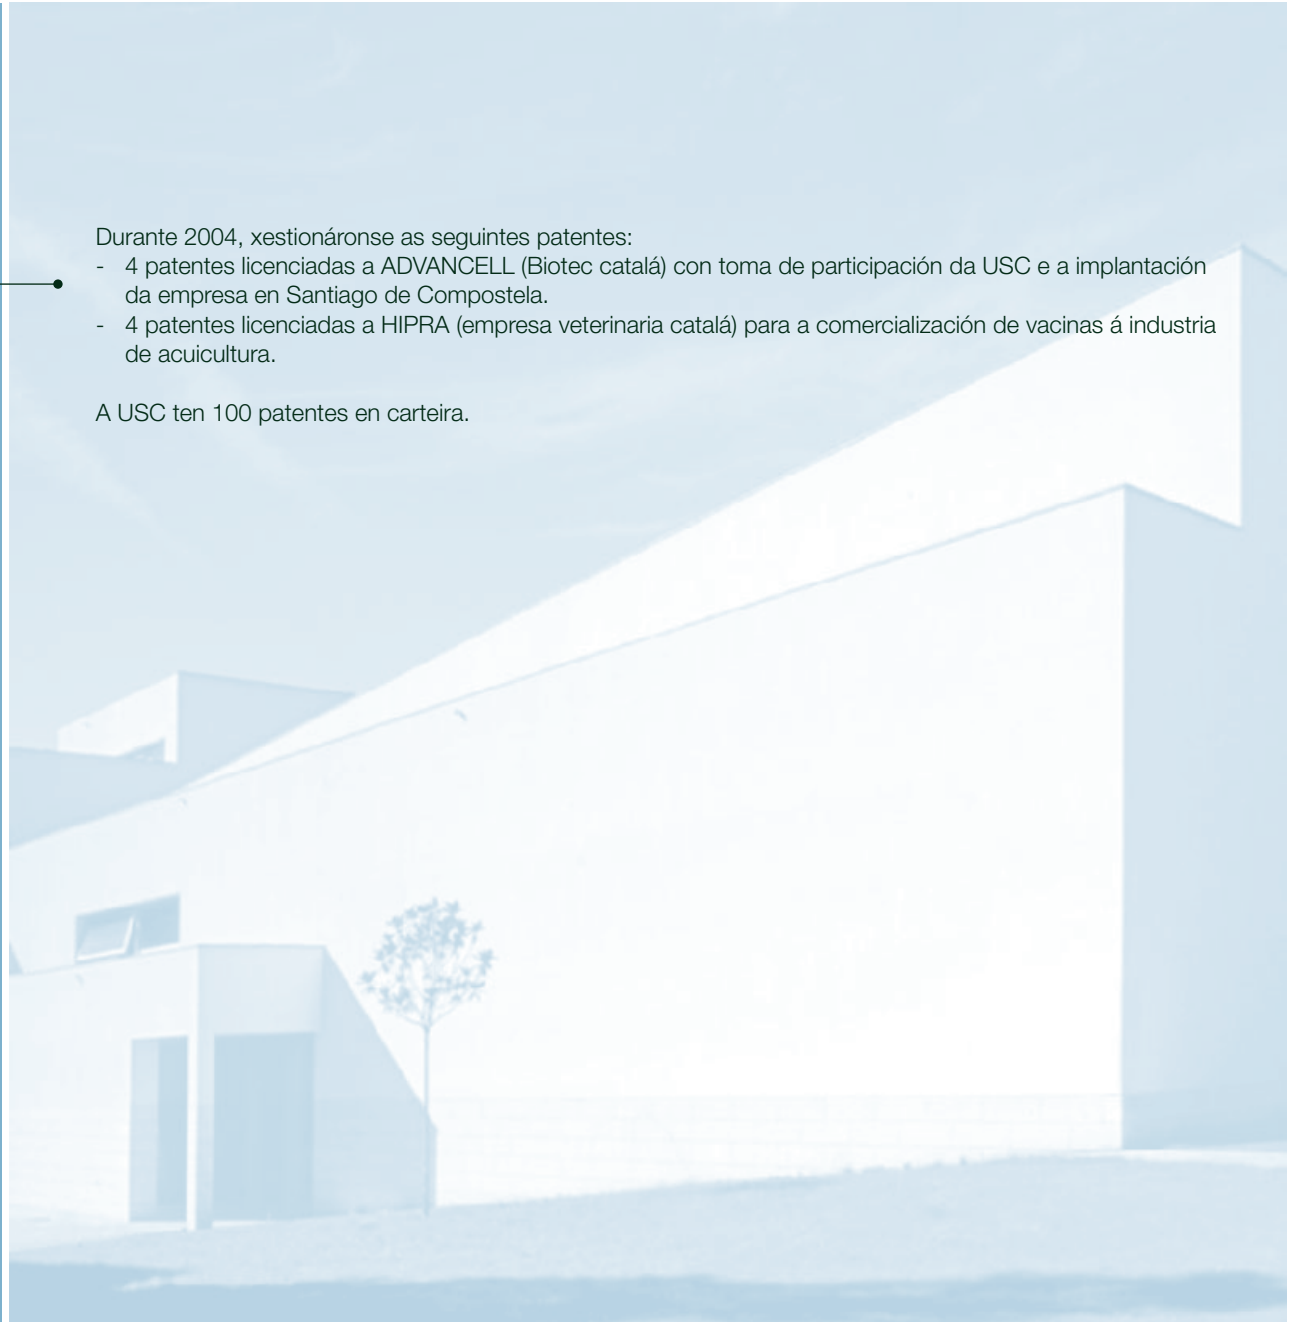 Durante 2004, xestionáronse as seguintes patentes:
- 4 patentes licenciadas a ADVANCELL (Biotec catalá) con toma de participación da USC e a implantación
da empresa en Santiago de Compostela.
- 4 patentes licenciadas a HIPRA (empresa veterinaria catalá) para a comercialización de vacinas á industria
de acuicultura.
A USC ten 100 patentes en carteira.